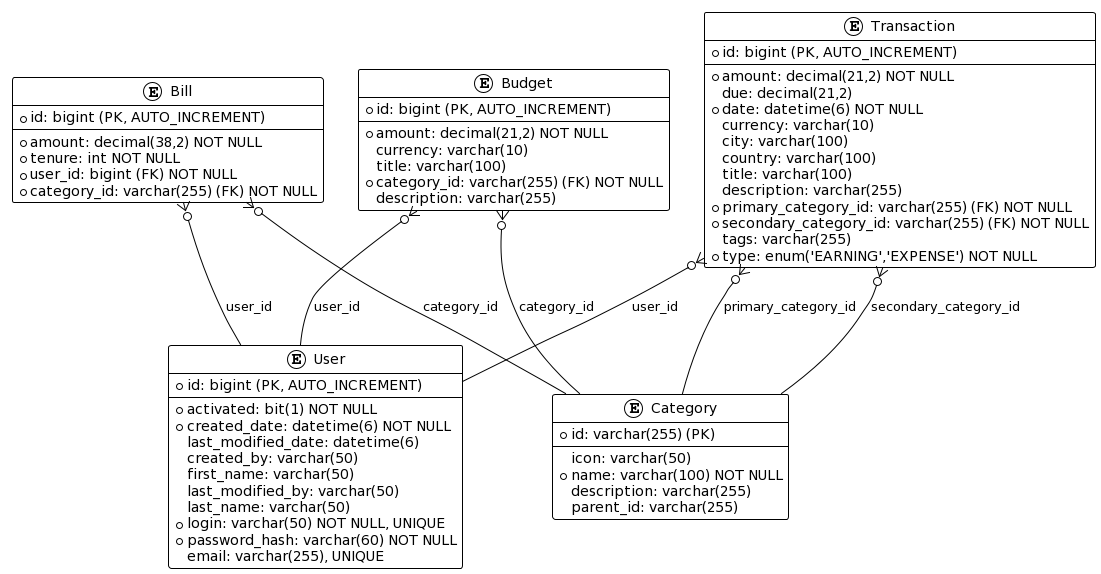 E Transaction
id: bigint (PK, AUTO_INCREMENT)
amount: decimal(21,2) NOT NULL
due: decimal(21,2)
date: datetime(6) NOT NULL
currency: varchar(10)
city: varchar(100)
country: varchar(100)
title: varchar(100)
description: varchar(255)
primary_category_id: varchar(255) (FK) NOT NULL
secondary_category_id: varchar(255) (FK) NOT NULL
tags: varchar(255)
type: enum('EARNING','EXPENSE') NOT NULL
E Bill
id: bigint (PK, AUTO_INCREMENT)
amount: decimal(38,2) NOT NULL
tenure: int NOT NULL
user_id: bigint (FK) NOT NULL
category_id: varchar(255) (FK) NOT NULL
E Budget
id: bigint (PK, AUTO_INCREMENT)
amount: decimal(21,2) NOT NULL
currency: varchar(10)
title: varchar(100)
category_id: varchar(255) (FK) NOT NULL
description: varchar(255)
user_id
user_id
category_id
category_id
user_id
primary_category_id
secondary_category_id
E User
id: bigint (PK, AUTO_INCREMENT)
activated: bit(1) NOT NULL
created_date: datetime(6) NOT NULL
last_modified_date: datetime(6)
created_by: varchar(50)
first_name: varchar(50)
last_modified_by: varchar(50)
last_name: varchar(50)
login: varchar(50) NOT NULL, UNIQUE
password_hash: varchar(60) NOT NULL
email: varchar(255), UNIQUE
E Category
id: varchar(255) (PK)
icon: varchar(50)
name: varchar(100) NOT NULL
description: varchar(255)
parent_id: varchar(255)